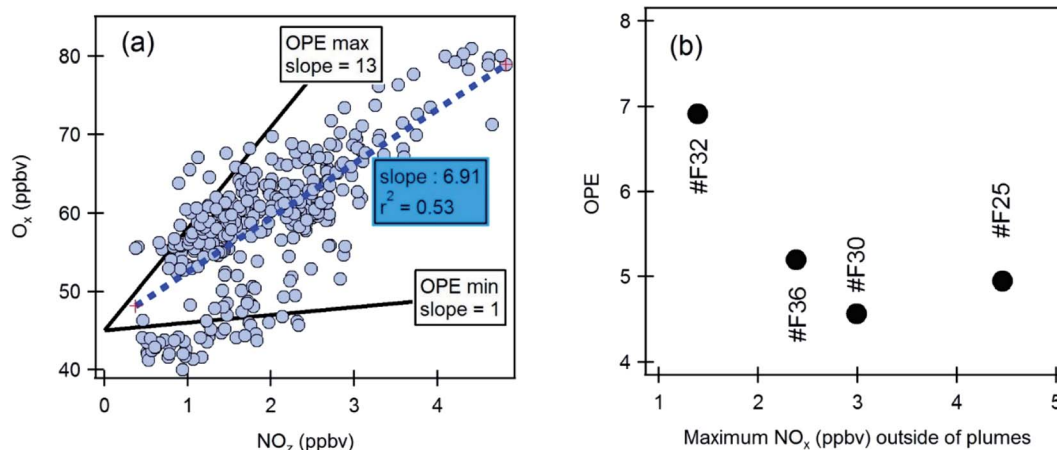 (a)
OPE max
slope = 13
slope : 6.91
r² = 0.53
OPE min
slope = 1
Oₓ (ppbv)
80
70
60
50
40
0
1
2
3
4
NO_z (ppbv)
(b)
OPE
8
7
6
5
4
#F32
#F36
#F30
#F25
1
2
3
4
5
Maximum NOₓ (ppbv) outside of plumes